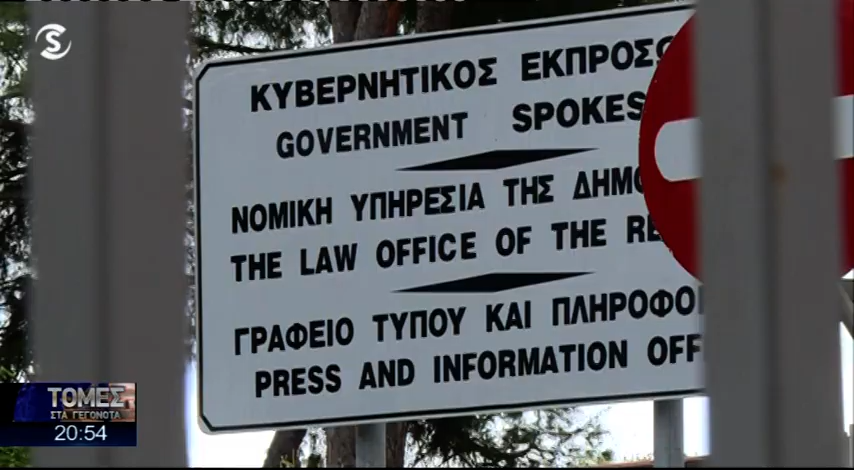 ΚΥΒΕΡΝΗΤΙΚΟΣ ΕΚΠΡΟΣΩ
GOVERNMENT SPOKES
ΝΟΜΙΚΗ ΥΠΗΡΕΣΙΑ ΤΗΣ ΔΗΜΟ
THE LAW OFFICE OF THE RE
ΓΡΑΦΕΙΟ ΤΥΠΟΥ ΚΑΙ ΠΛΗΡΟΦΟ
PRESS AND INFORMATION OFF
ΤΟΜΕΣ
ΣΤΑ ΓΕΓΟΝΟΤΑ
20:54